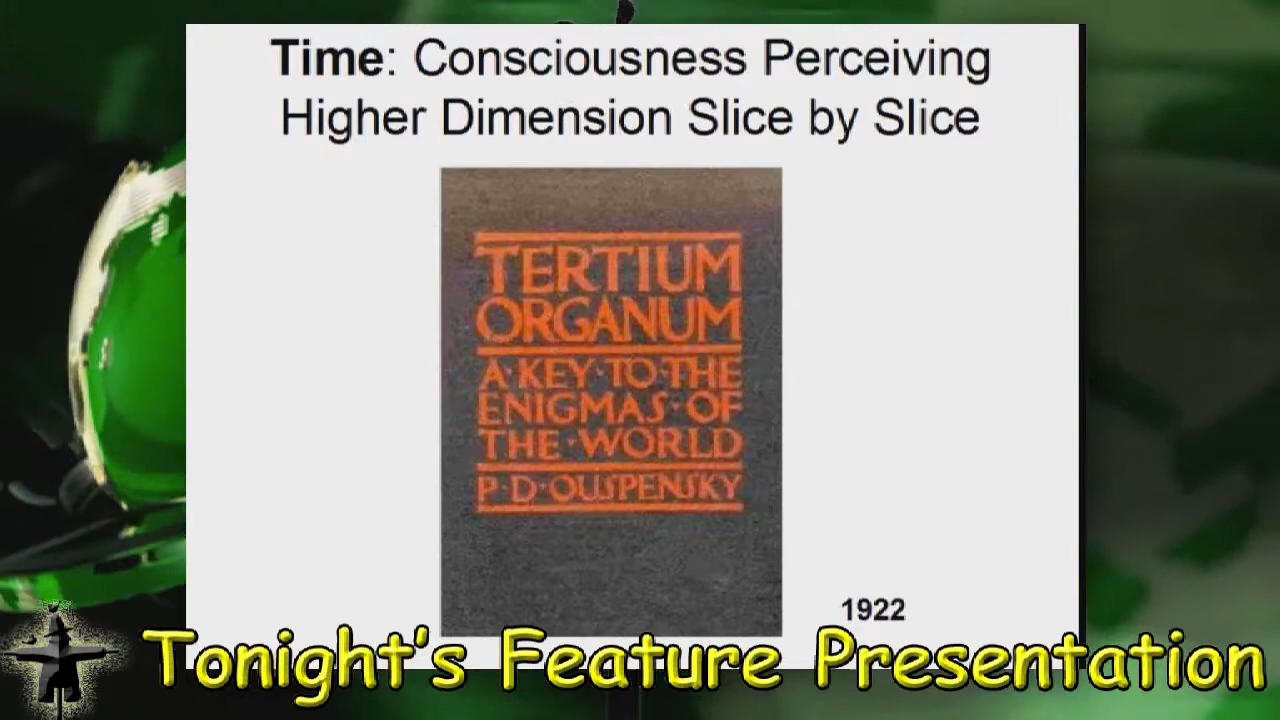 Time: Consciousness Perceiving
Higher Dimension Slice by Slice
TERTIUM
ORGANUM
A·KEY·TO·THE
ENIGMAS·OF
THE·WORLD
P·D·OUSPENSKY
1922
Tonight's Feature Presentation